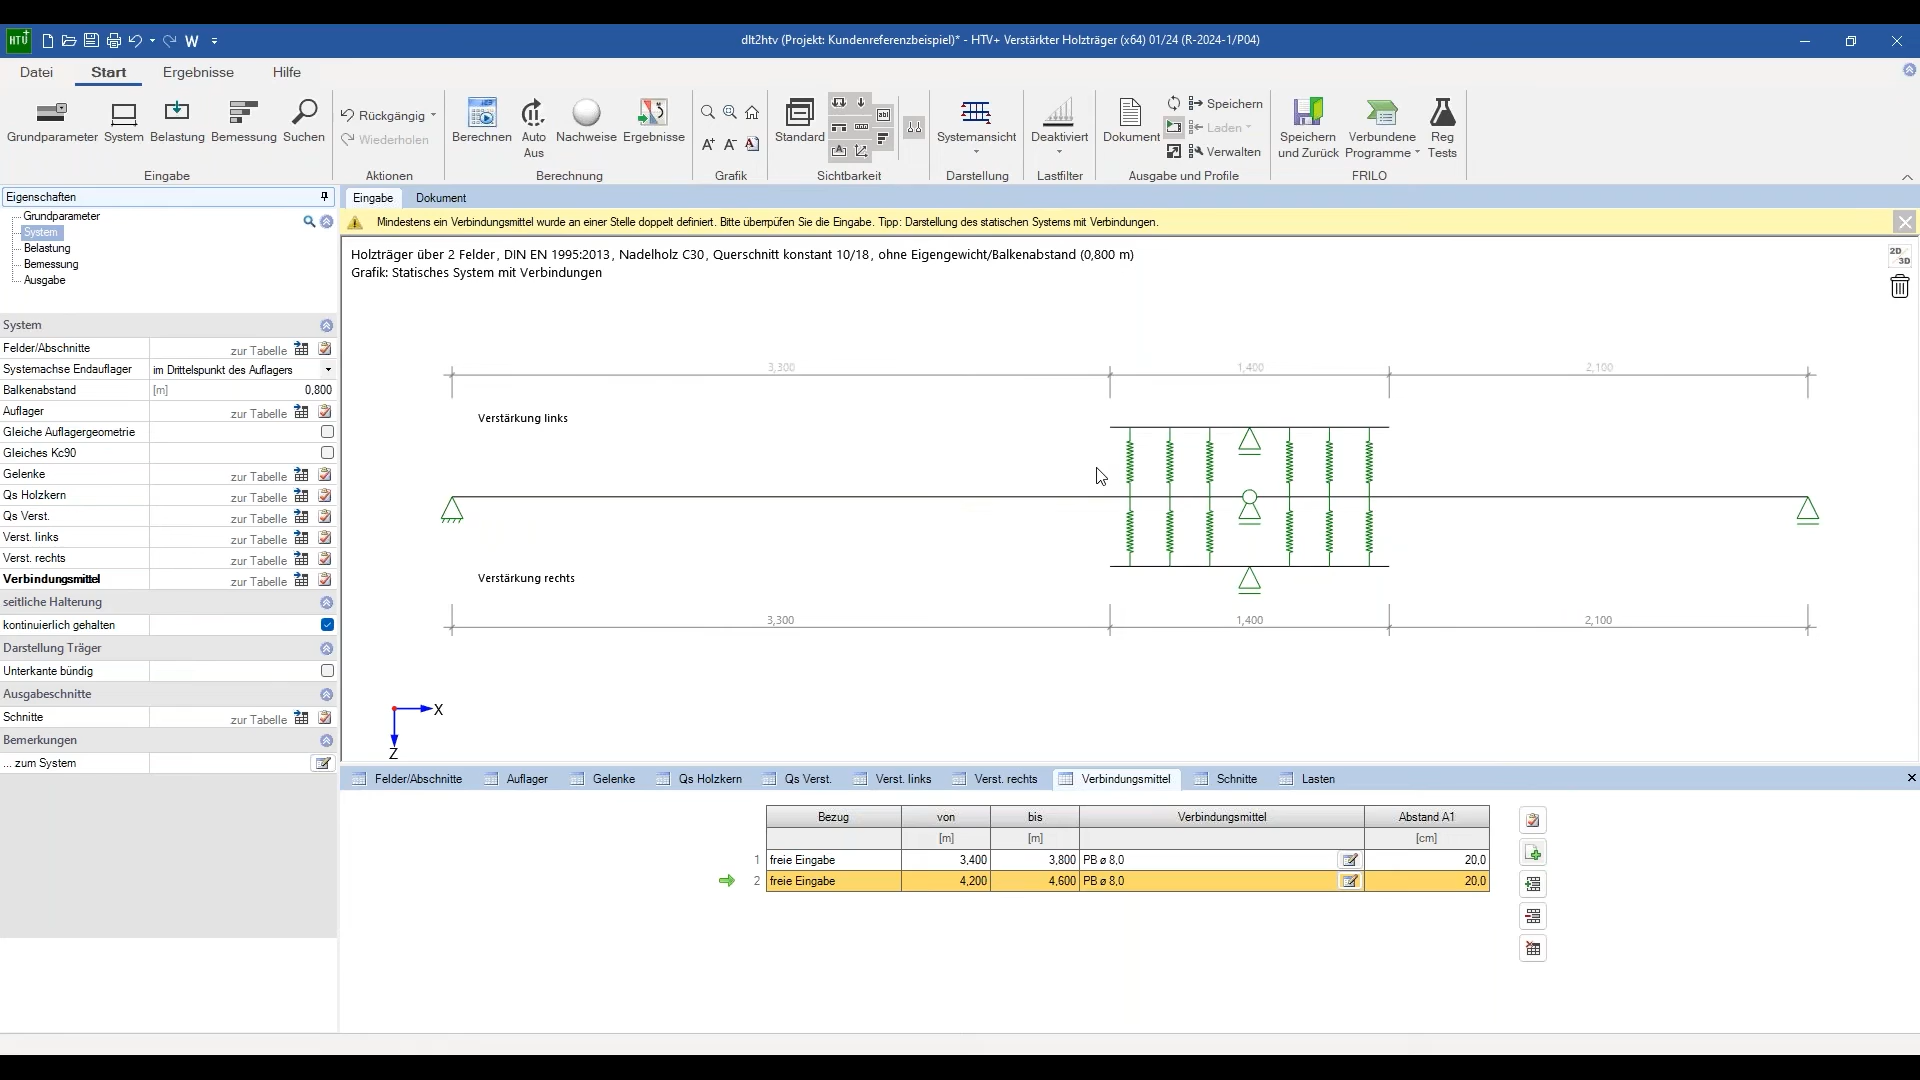 HTV+
W
dlt2htv (Projekt: Kundenreferenzbeispiel)* - HTV+ Verstärkter Holzträger (x64) 01/24 (R-2024-1/P04)
Datei
Start
Ergebnisse
Hilfe
Grundparameter
System
Belastung
Bemessung
Suchen
Eingabe
Rückgängig
Wiederholen
Aktionen
Berechnen
Auto
Aus
Nachweise
Ergebnisse
Berechnung
Grafik
Standard
Sichtbarkeit
Systemansicht
Darstellung
Deaktiviert
Lastfilter
Dokument
Speichern
Laden
Verwalten
Ausgabe und Profile
Speichern
und Zurück
Verbundene
Programme
Reg
Tests
FRILO
Eigenschaften
Grundparameter
System
Belastung
Bemessung
Ausgabe
System
Felder/Abschnitte zur Tabelle
Systemachse Endauflager im Drittelspunkt des Auflagers
Balkenabstand [m] 0,800
Auflager zur Tabelle
Gleiche Auflagergeometrie
Gleiches Kc90
Gelenke zur Tabelle
Qs Holzkern zur Tabelle
Qs Verst. zur Tabelle
Verst. links zur Tabelle
Verst. rechts zur Tabelle
Verbindungsmittel zur Tabelle
seitliche Halterung
kontinuierlich gehalten
Darstellung Träger
Unterkante bündig
Ausgabeschnitte
Schnitte zur Tabelle
Bemerkungen
... zum System
Eingabe
Dokument
Mindestens ein Verbindungsmittel wurde an einer Stelle doppelt definiert. Bitte überprüfen Sie die Eingabe. Tipp: Darstellung des statischen Systems mit Verbindungen.
Holzträger über 2 Felder, DIN EN 1995:2013, Nadelholz C30, Querschnitt konstant 10/18, ohne Eigengewicht/Balkenabstand (0,800 m)
Grafik: Statisches System mit Verbindungen
2D
3D
3,300 1,400 2,100
Verstärkung links
Verstärkung rechts
3,300 1,400 2,100
X
Z
Felder/Abschnitte Auflager Gelenke Qs Holzkern Qs Verst. Verst. links Verst. rechts Verbindungsmittel Schnitte Lasten
Bezug von bis Verbindungsmittel Abstand A1
[m] [m] [cm]
1 freie Eingabe 3,400 3,800 PB ø 8,0 20,0
2 freie Eingabe 4,200 4,600 PB ø 8,0 20,0